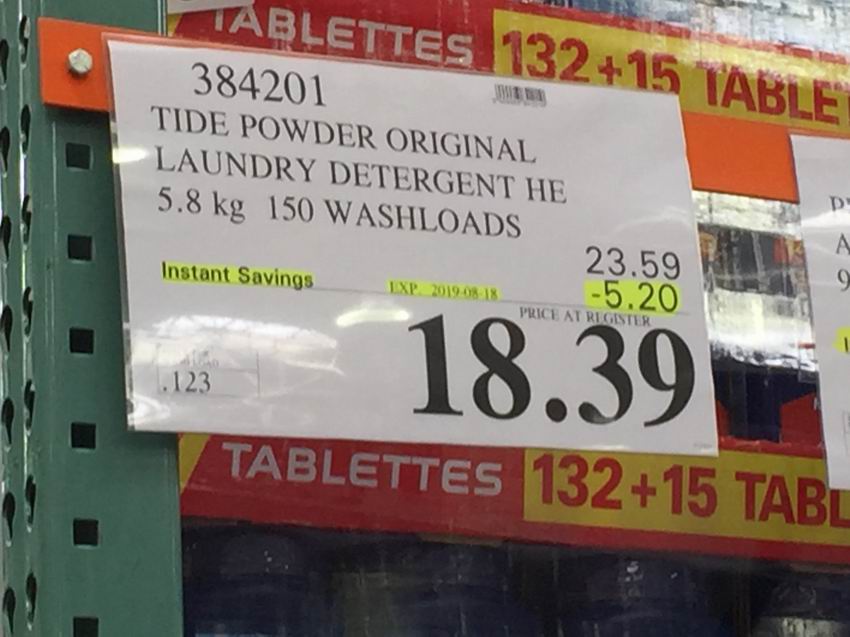 TABLETTES 132+15 TABLE
384201
TIDE POWDER ORIGINAL
LAUNDRY DETERGENT HE
5.8 kg 150 WASHLOADS
23.59
Instant Savings EXP. 2019-08-18 -5.20
PRICE AT REGISTER
18.39
.123
TABLETTES 132+15 TABL
A
9